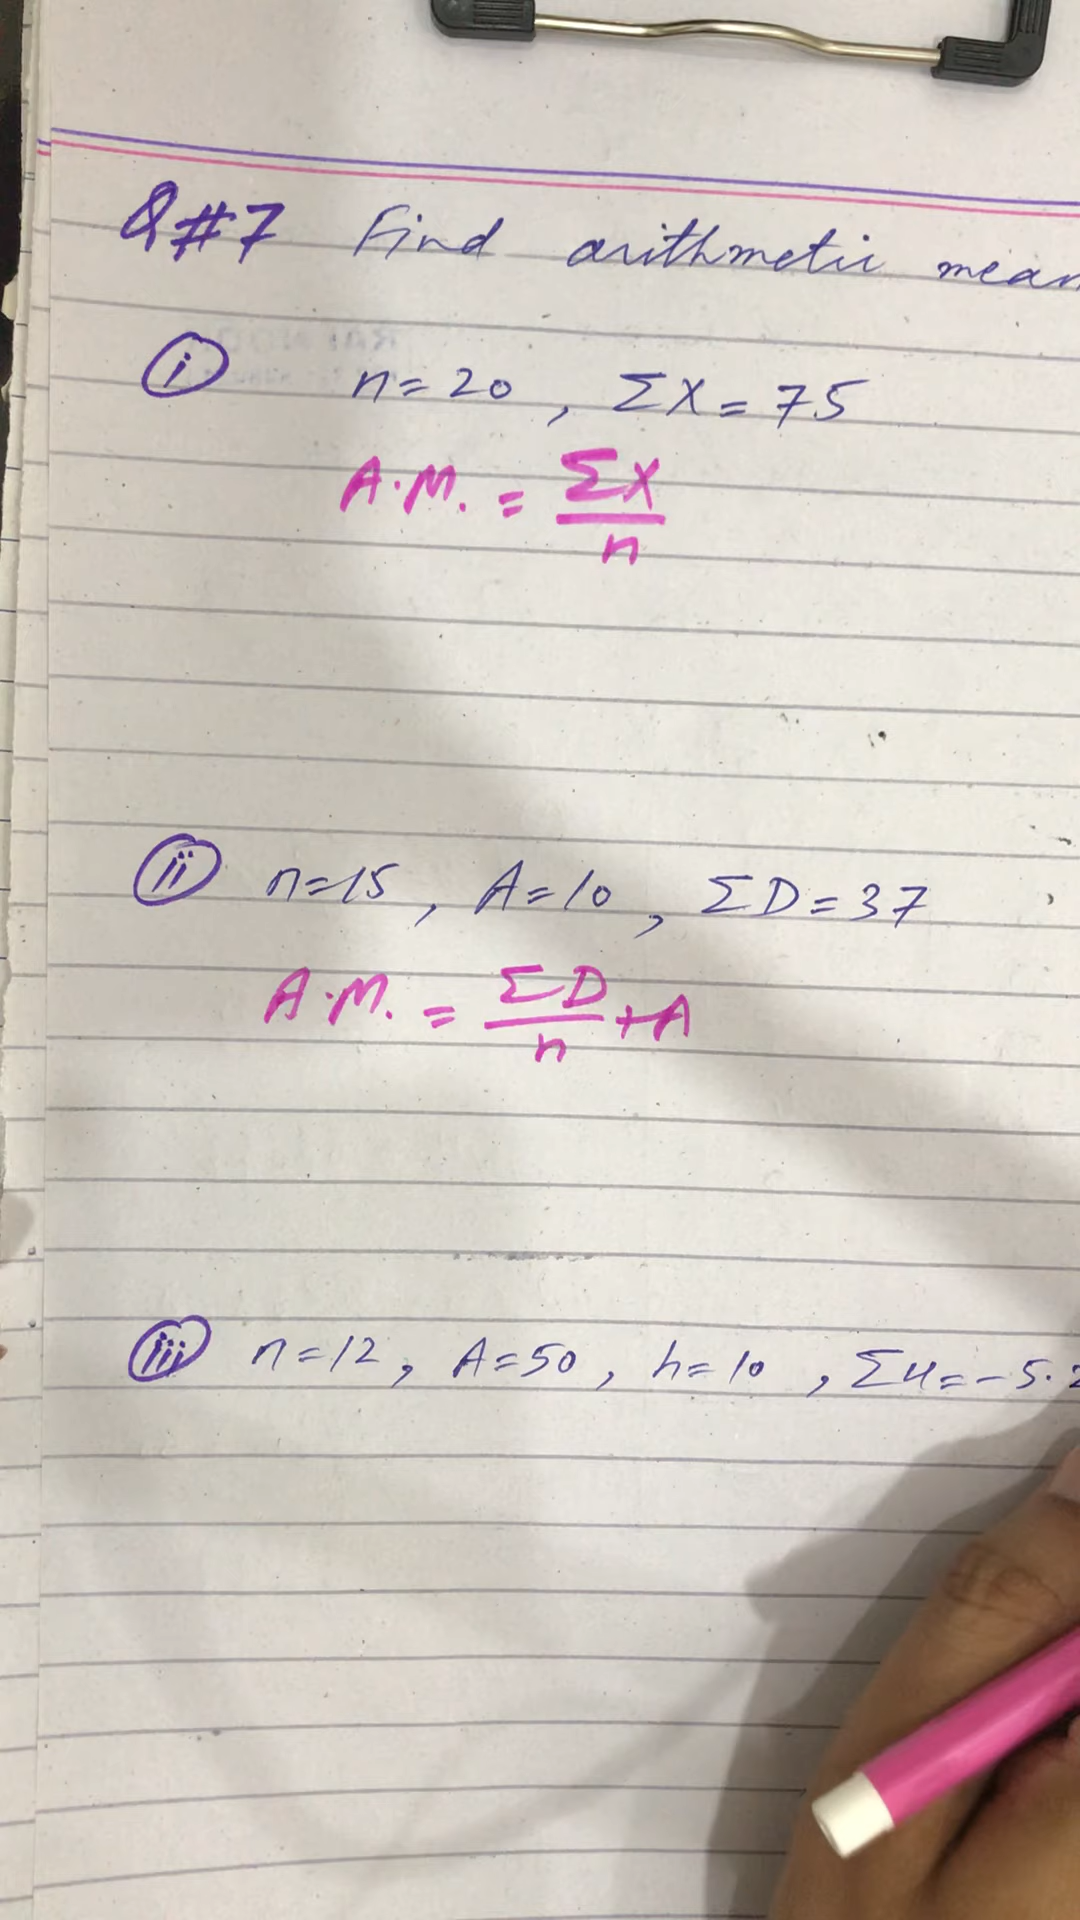 Q#7 Find arithmetic mean
i n=20, ΣX=75
A.M. = ΣX/n
ii n=15, A=10, ΣD=37
A.M. = ΣD/n +A
iii n=12, A=50, h=10, Σu=-5.2